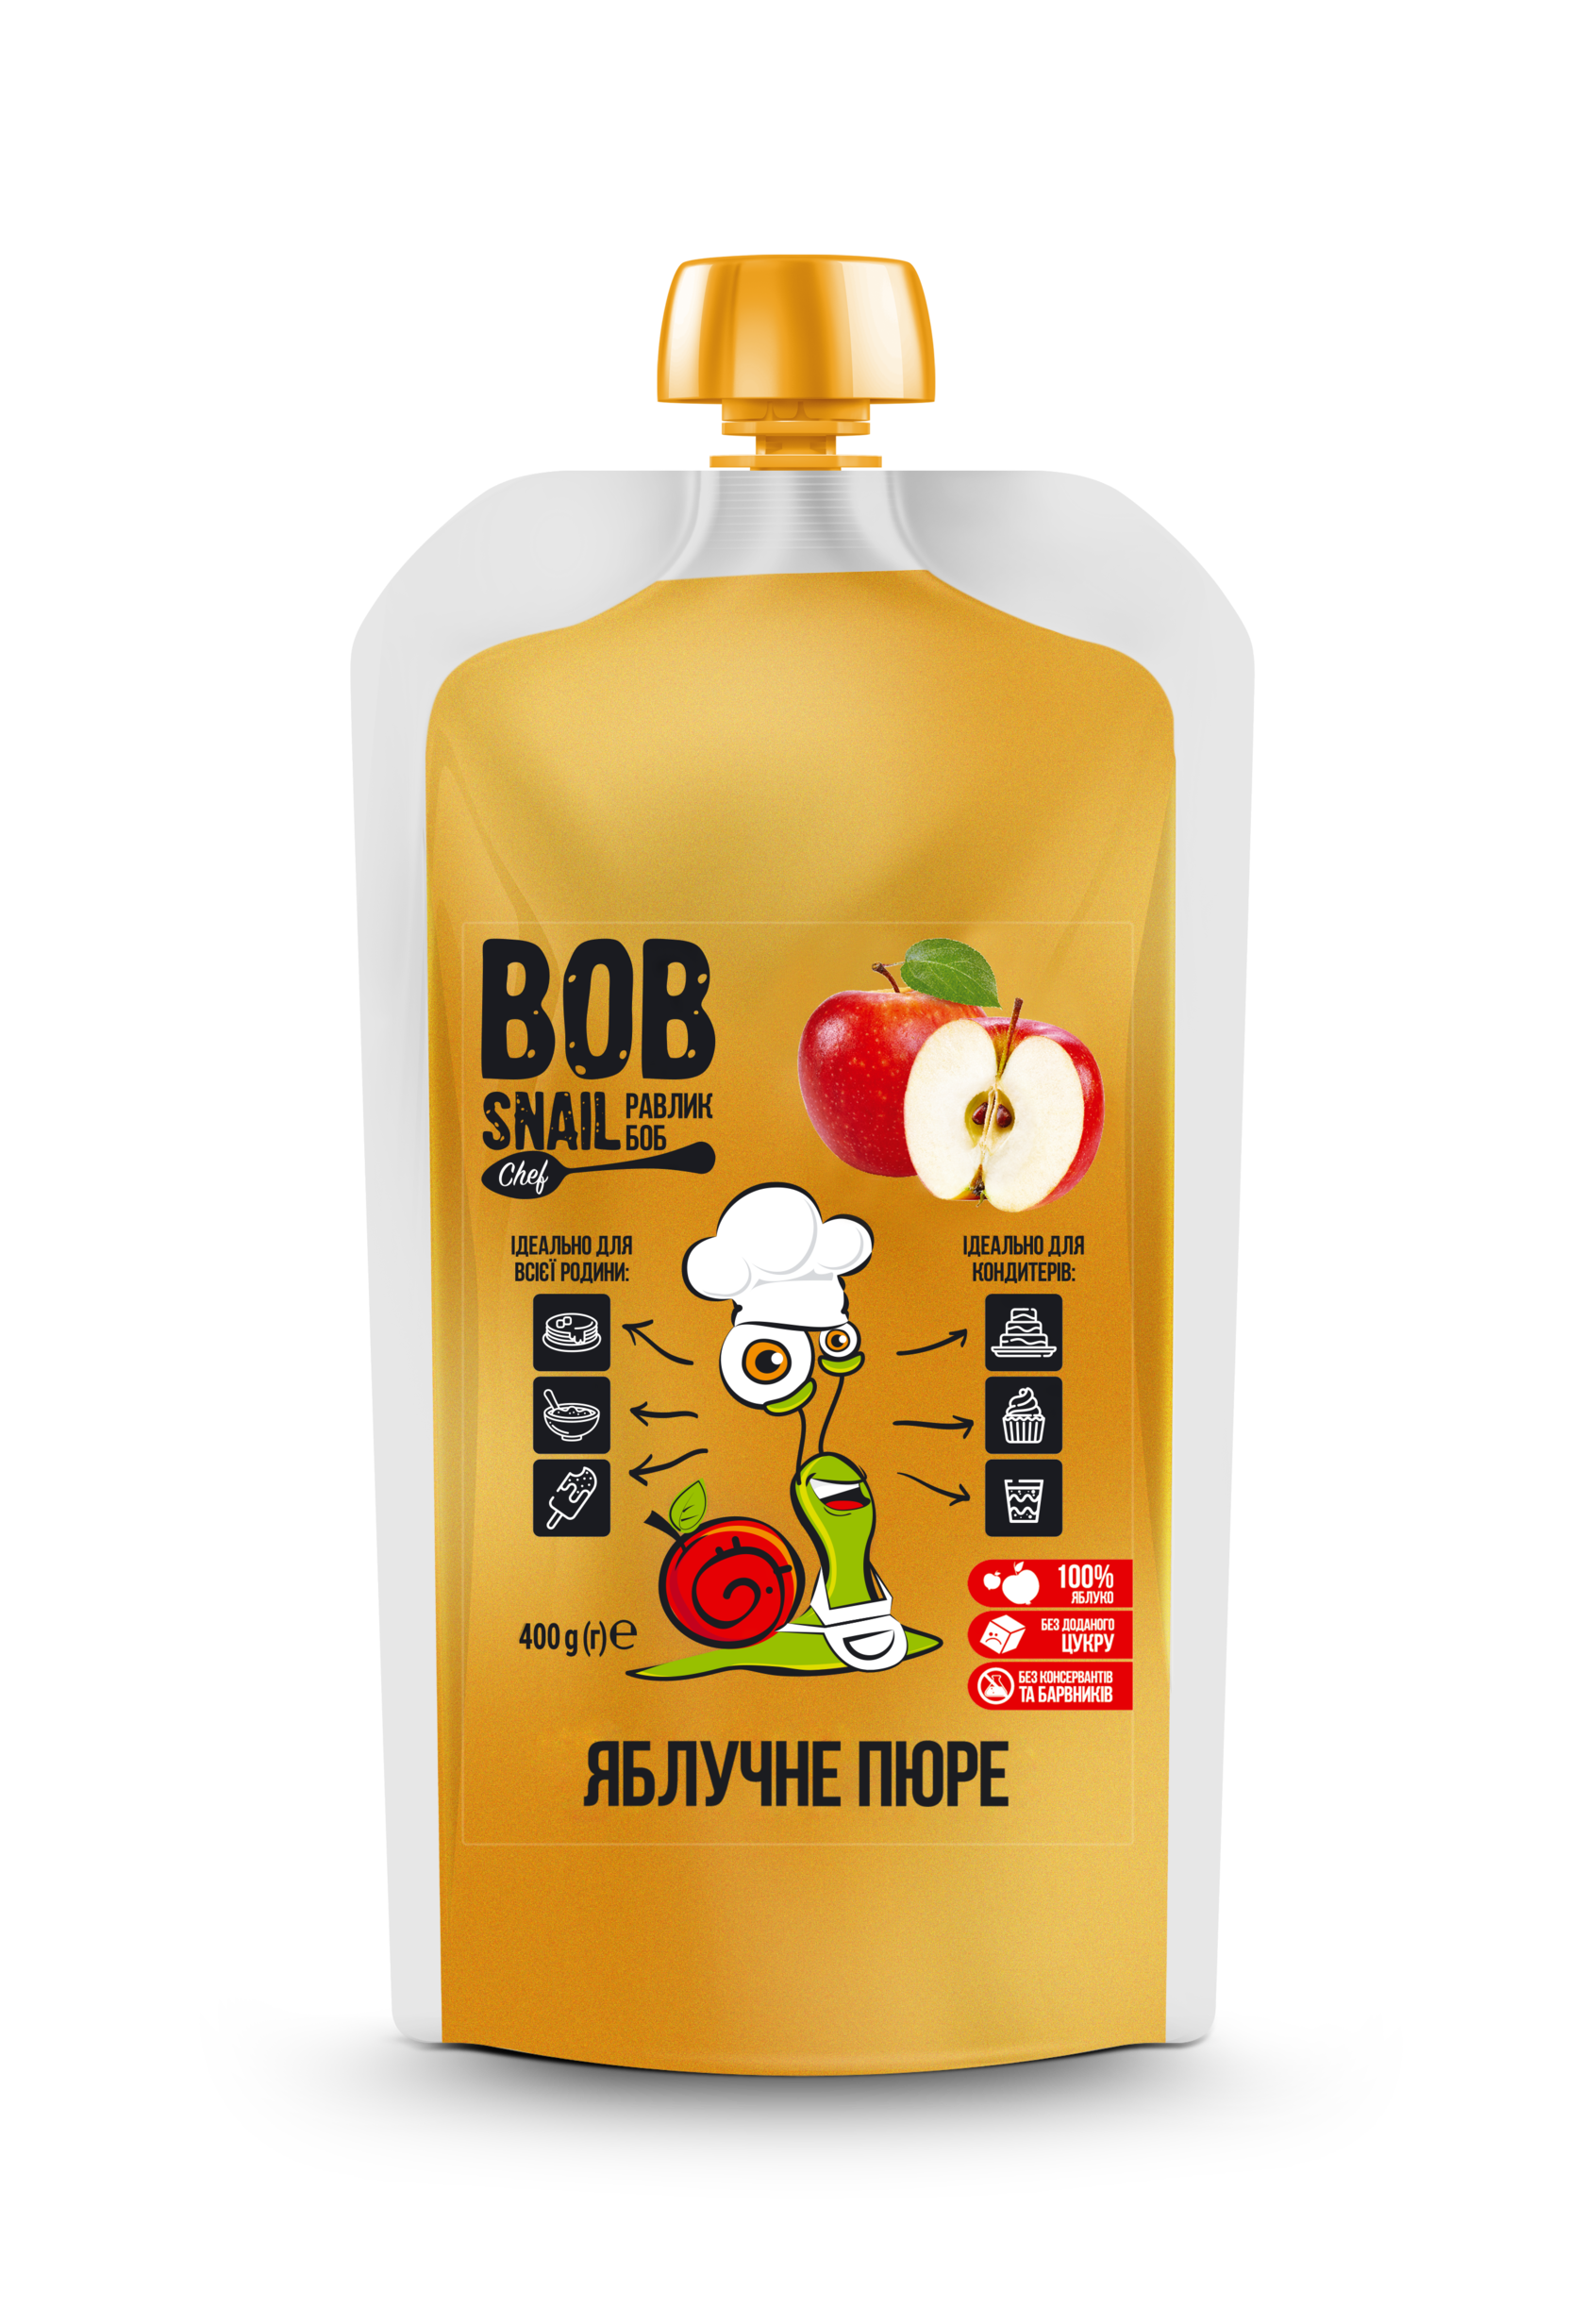 BOB
SNAIL
РАВЛИК
БОБ
Chef
ІДЕАЛЬНО ДЛЯ
ВСІЄЇ РОДИНИ:
ІДЕАЛЬНО ДЛЯ
КОНДИТЕРІВ:
100%
ЯБЛУКО
БЕЗ ДОДАНОГО
ЦУКРУ
БЕЗ КОНСЕРВАНТІВ
ТА БАРВНИКІВ
400 g (г) ℮
ЯБЛУЧНЕ ПЮРЕ